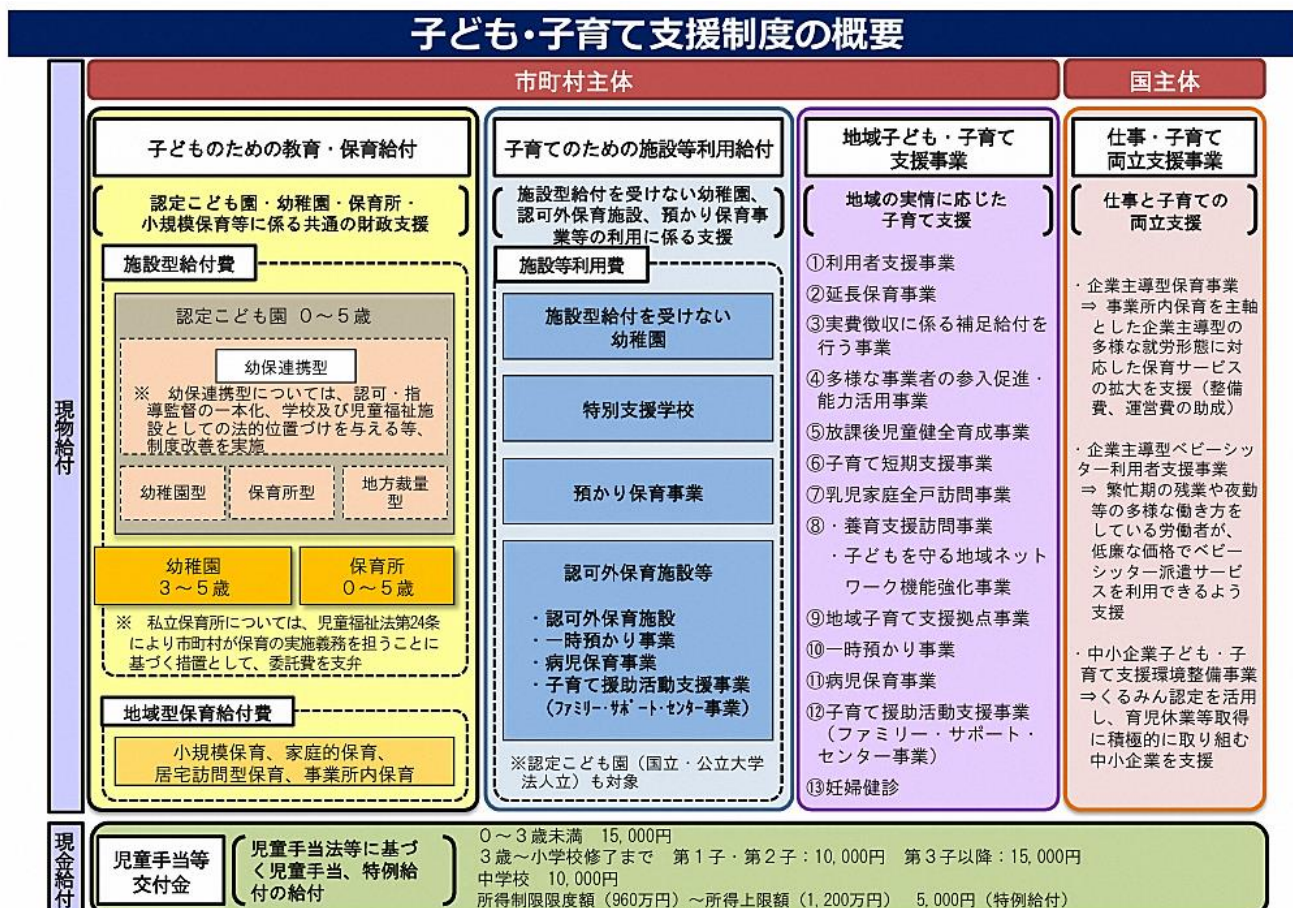 子ども・子育て支援制度の概要
市町村主体
国主体
現物給付
子どものための教育・保育給付
認定こども園・幼稚園・保育所・
小規模保育等に係る共通の財政支援
施設型給付費
認定こども園 0～5歳
幼保連携型
※ 幼保連携型については、認可・指
導監督の一本化、学校及び児童福祉施
設としての法的位置づけを与える等、
制度改善を実施
幼稚園型
保育所型
地方裁量
型
幼稚園
3～5歳
保育所
0～5歳
※ 私立保育所については、児童福祉法第24条
により市町村が保育の実施義務を担うことに
基づく措置として、委託費を支弁
地域型保育給付費
小規模保育、家庭的保育、
居宅訪問型保育、事業所内保育
子育てのための施設等利用給付
施設型給付を受けない幼稚園、
認可外保育施設、預かり保育事
業等の利用に係る支援
施設等利用費
施設型給付を受けない
幼稚園
特別支援学校
預かり保育事業
認可外保育施設等
・認可外保育施設
・一時預かり事業
・病児保育事業
・子育て援助活動支援事業
(ファミリー・サポート・センター事業)
※認定こども園（国立・公立大学
法人立）も対象
地域子ども・子育て
支援事業
地域の実情に応じた
子育て支援
①利用者支援事業
②延長保育事業
③実費徴収に係る補足給付を
行う事業
④多様な事業者の参入促進・
能力活用事業
⑤放課後児童健全育成事業
⑥子育て短期支援事業
⑦乳児家庭全戸訪問事業
⑧・養育支援訪問事業
・子どもを守る地域ネット
ワーク機能強化事業
⑨地域子育て支援拠点事業
⑩一時預かり事業
⑪病児保育事業
⑫子育て援助活動支援事業
（ファミリー・サポート・
センター事業）
⑬妊婦健診
仕事・子育て
両立支援事業
仕事と子育ての
両立支援
・企業主導型保育事業
⇒ 事業所内保育を主軸
とした企業主導型の
多様な就労形態に対
応した保育サービス
の拡大を支援（整備
費、運営費の助成）
・企業主導型ベビーシッ
ター利用者支援事業
⇒ 繁忙期の残業や夜勤
等の多様な働き方を
している労働者が、
低廉な価格でベビー
シッター派遣サービ
スを利用できるよう
支援
・中小企業子ども・子
育て支援環境整備事業
⇒くるみん認定を活用
し、育児休業等取得
に積極的に取り組む
中小企業を支援
現金給付
児童手当等
交付金
児童手当法等に基づ
く児童手当、特例給
付の給付
0～3歳未満 15,000円
3歳～小学校修了まで 第1子・第2子：10,000円 第3子以降：15,000円
中学校 10,000円
所得制限限度額（960万円）～所得上限額（1,200万円） 5,000円（特例給付）